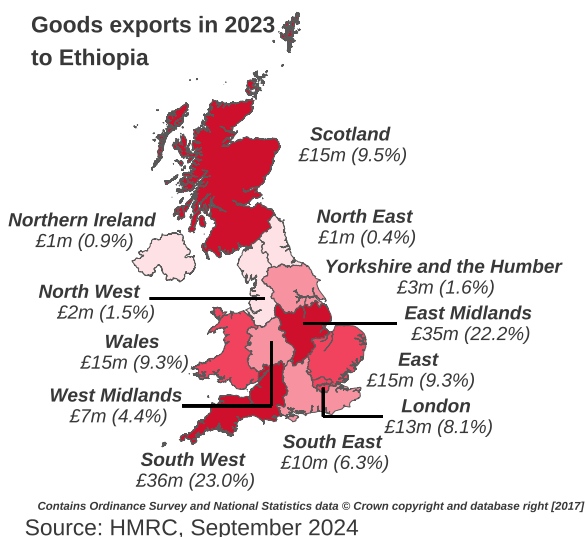 Goods exports in 2023
to Ethiopia
Scotland
£15m (9.5%)
Northern Ireland
£1m (0.9%)
North East
£1m (0.4%)
Yorkshire and the Humber
£3m (1.6%)
North West
£2m (1.5%)
East Midlands
£35m (22.2%)
Wales
£15m (9.3%)
East
£15m (9.3%)
West Midlands
£7m (4.4%)
London
£13m (8.1%)
South East
£10m (6.3%)
South West
£36m (23.0%)
Contains Ordinance Survey and National Statistics data © Crown copyright and database right [2017]
Source: HMRC, September 2024